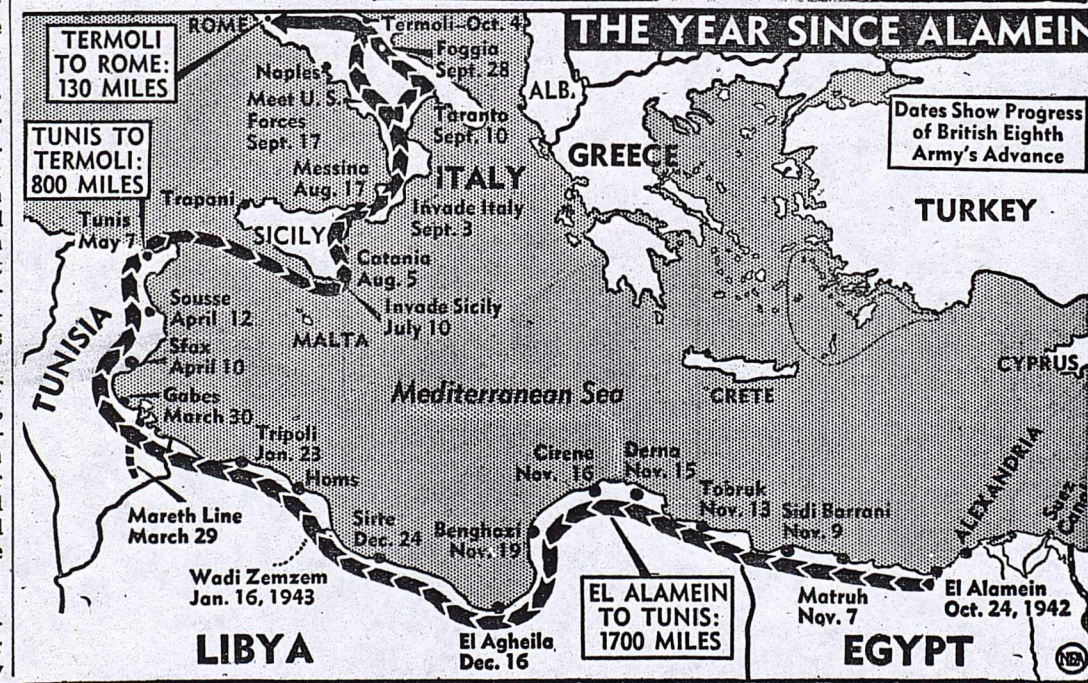 THE YEAR SINCE ALAMEIN
ROME
Termoli-Oct. 4
TERMOLI
TO ROME:
130 MILES
Foggia
Sept. 28
Naples
Meet U. S.
Forces
Sept. 17
ALB.
Dates Show Progress
of British Eighth
Army's Advance
Taranto
Sept. 10
TUNIS TO
TERMOLI:
800 MILES
GREECE
Messina
Aug. 17
ITALY
Trapani
TURKEY
Invade Italy
Sept. 3
Tunis
May 7
SICILY
Catania
Aug. 5
Sousse
April 12
Invade Sicily
July 10
MALTA
TUNISIA
Sfax
April 10
CYPRUS
Mediterranean Sea
CRETE
Gabes
March 30
Tripoli
Jan. 23
Homs
Cirene
Nov. 16
Derna
Nov. 15
ALEXANDRIA
Suez
Can
Tobruk
Nov. 13
Sidi Barrani
Nov. 9
Mareth Line
March 29
Sirte
Dec. 24
Benghazi
Nov. 19
Wadi Zemzem
Jan. 16, 1943
EL ALAMEIN
TO TUNIS:
1700 MILES
Matruh
Nov. 7
El Alamein
Oct. 24, 1942
El Agheila
Dec. 16
LIBYA
EGYPT
NEA